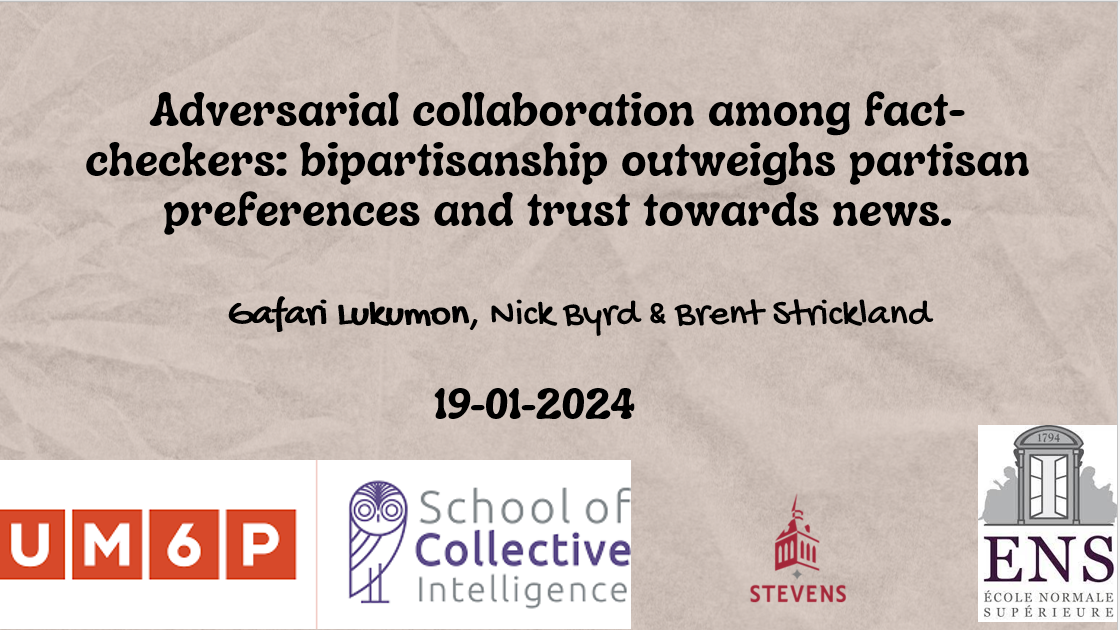 Adversarial collaboration among fact-
checkers: bipartisanship outweighs partisan
preferences and trust towards news.
Gafari Lukumon, Nick Byrd & Brent Strickland
19-01-2024
UM6P
School of
Collective
Intelligence
STEVENS
1794
ENS
ÉCOLE NORMALE
SUPÉRIEURE